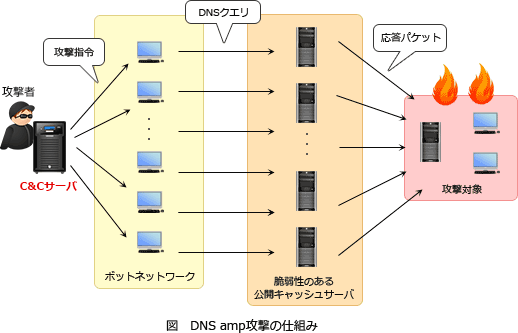 DNSクエリ
攻撃指令
応答パケット
攻撃者
C&Cサーバ
ボットネットワーク
脆弱性のある
公開キャッシュサーバ
攻撃対象
図　DNS amp攻撃の仕組み